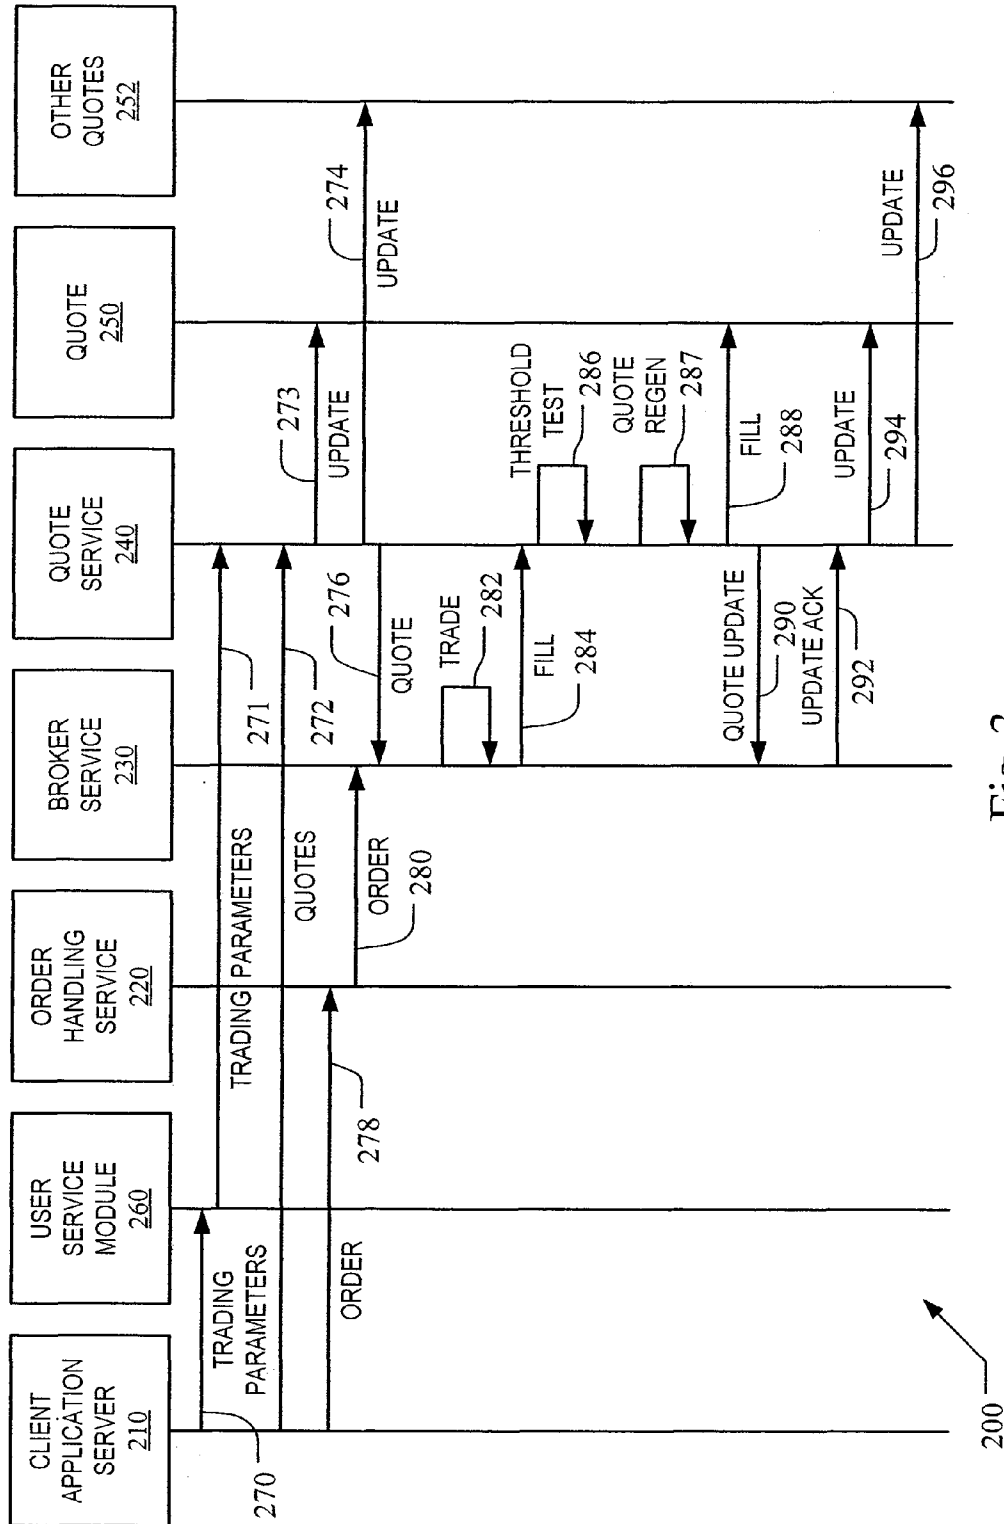 CLIENT
APPLICATION
SERVER
210
USER
SERVICE
MODULE
260
ORDER
HANDLING
SERVICE
220
BROKER
SERVICE
230
QUOTE
SERVICE
240
QUOTE
250
OTHER
QUOTES
252
TRADING
PARAMETERS
270
TRADING PARAMETERS
271
QUOTES
272
273
UPDATE
274
UPDATE
ORDER
278
ORDER
280
276
QUOTE
TRADE
282
FILL
284
THRESHOLD
TEST
286
QUOTE
REGEN
287
FILL
288
QUOTE UPDATE
290
UPDATE ACK
292
UPDATE
294
UPDATE
296
200